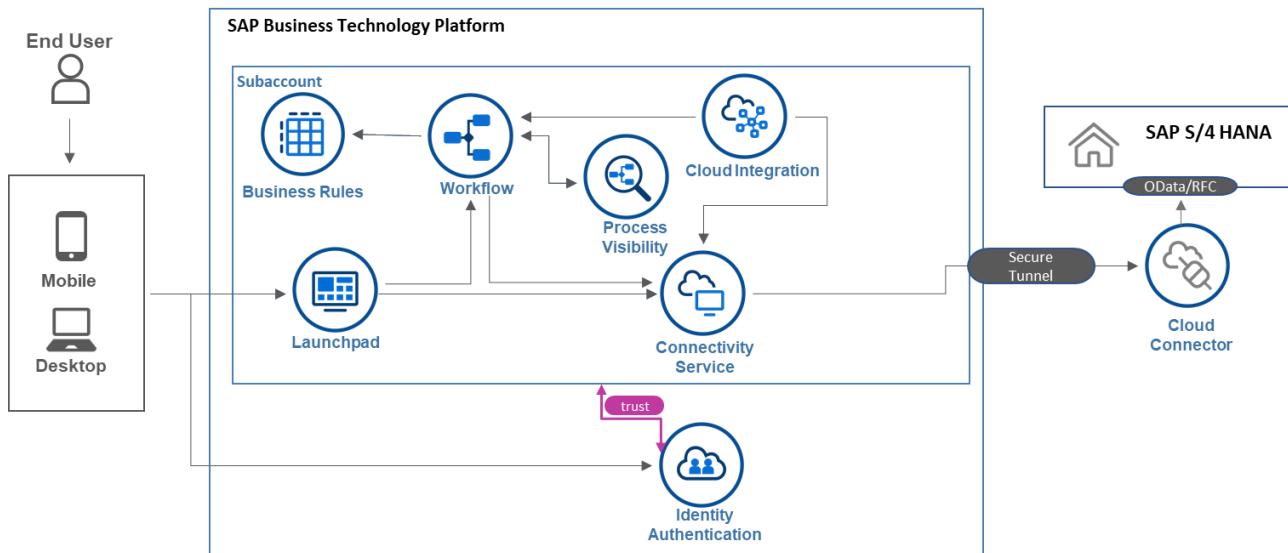 SAP Business Technology Platform
End User
Subaccount
Business Rules
Workflow
Cloud Integration
Process
Visibility
SAP S/4 HANA
OData/RFC
Mobile
Desktop
Launchpad
Connectivity
Service
Secure
Tunnel
Cloud
Connector
trust
Identity
Authentication